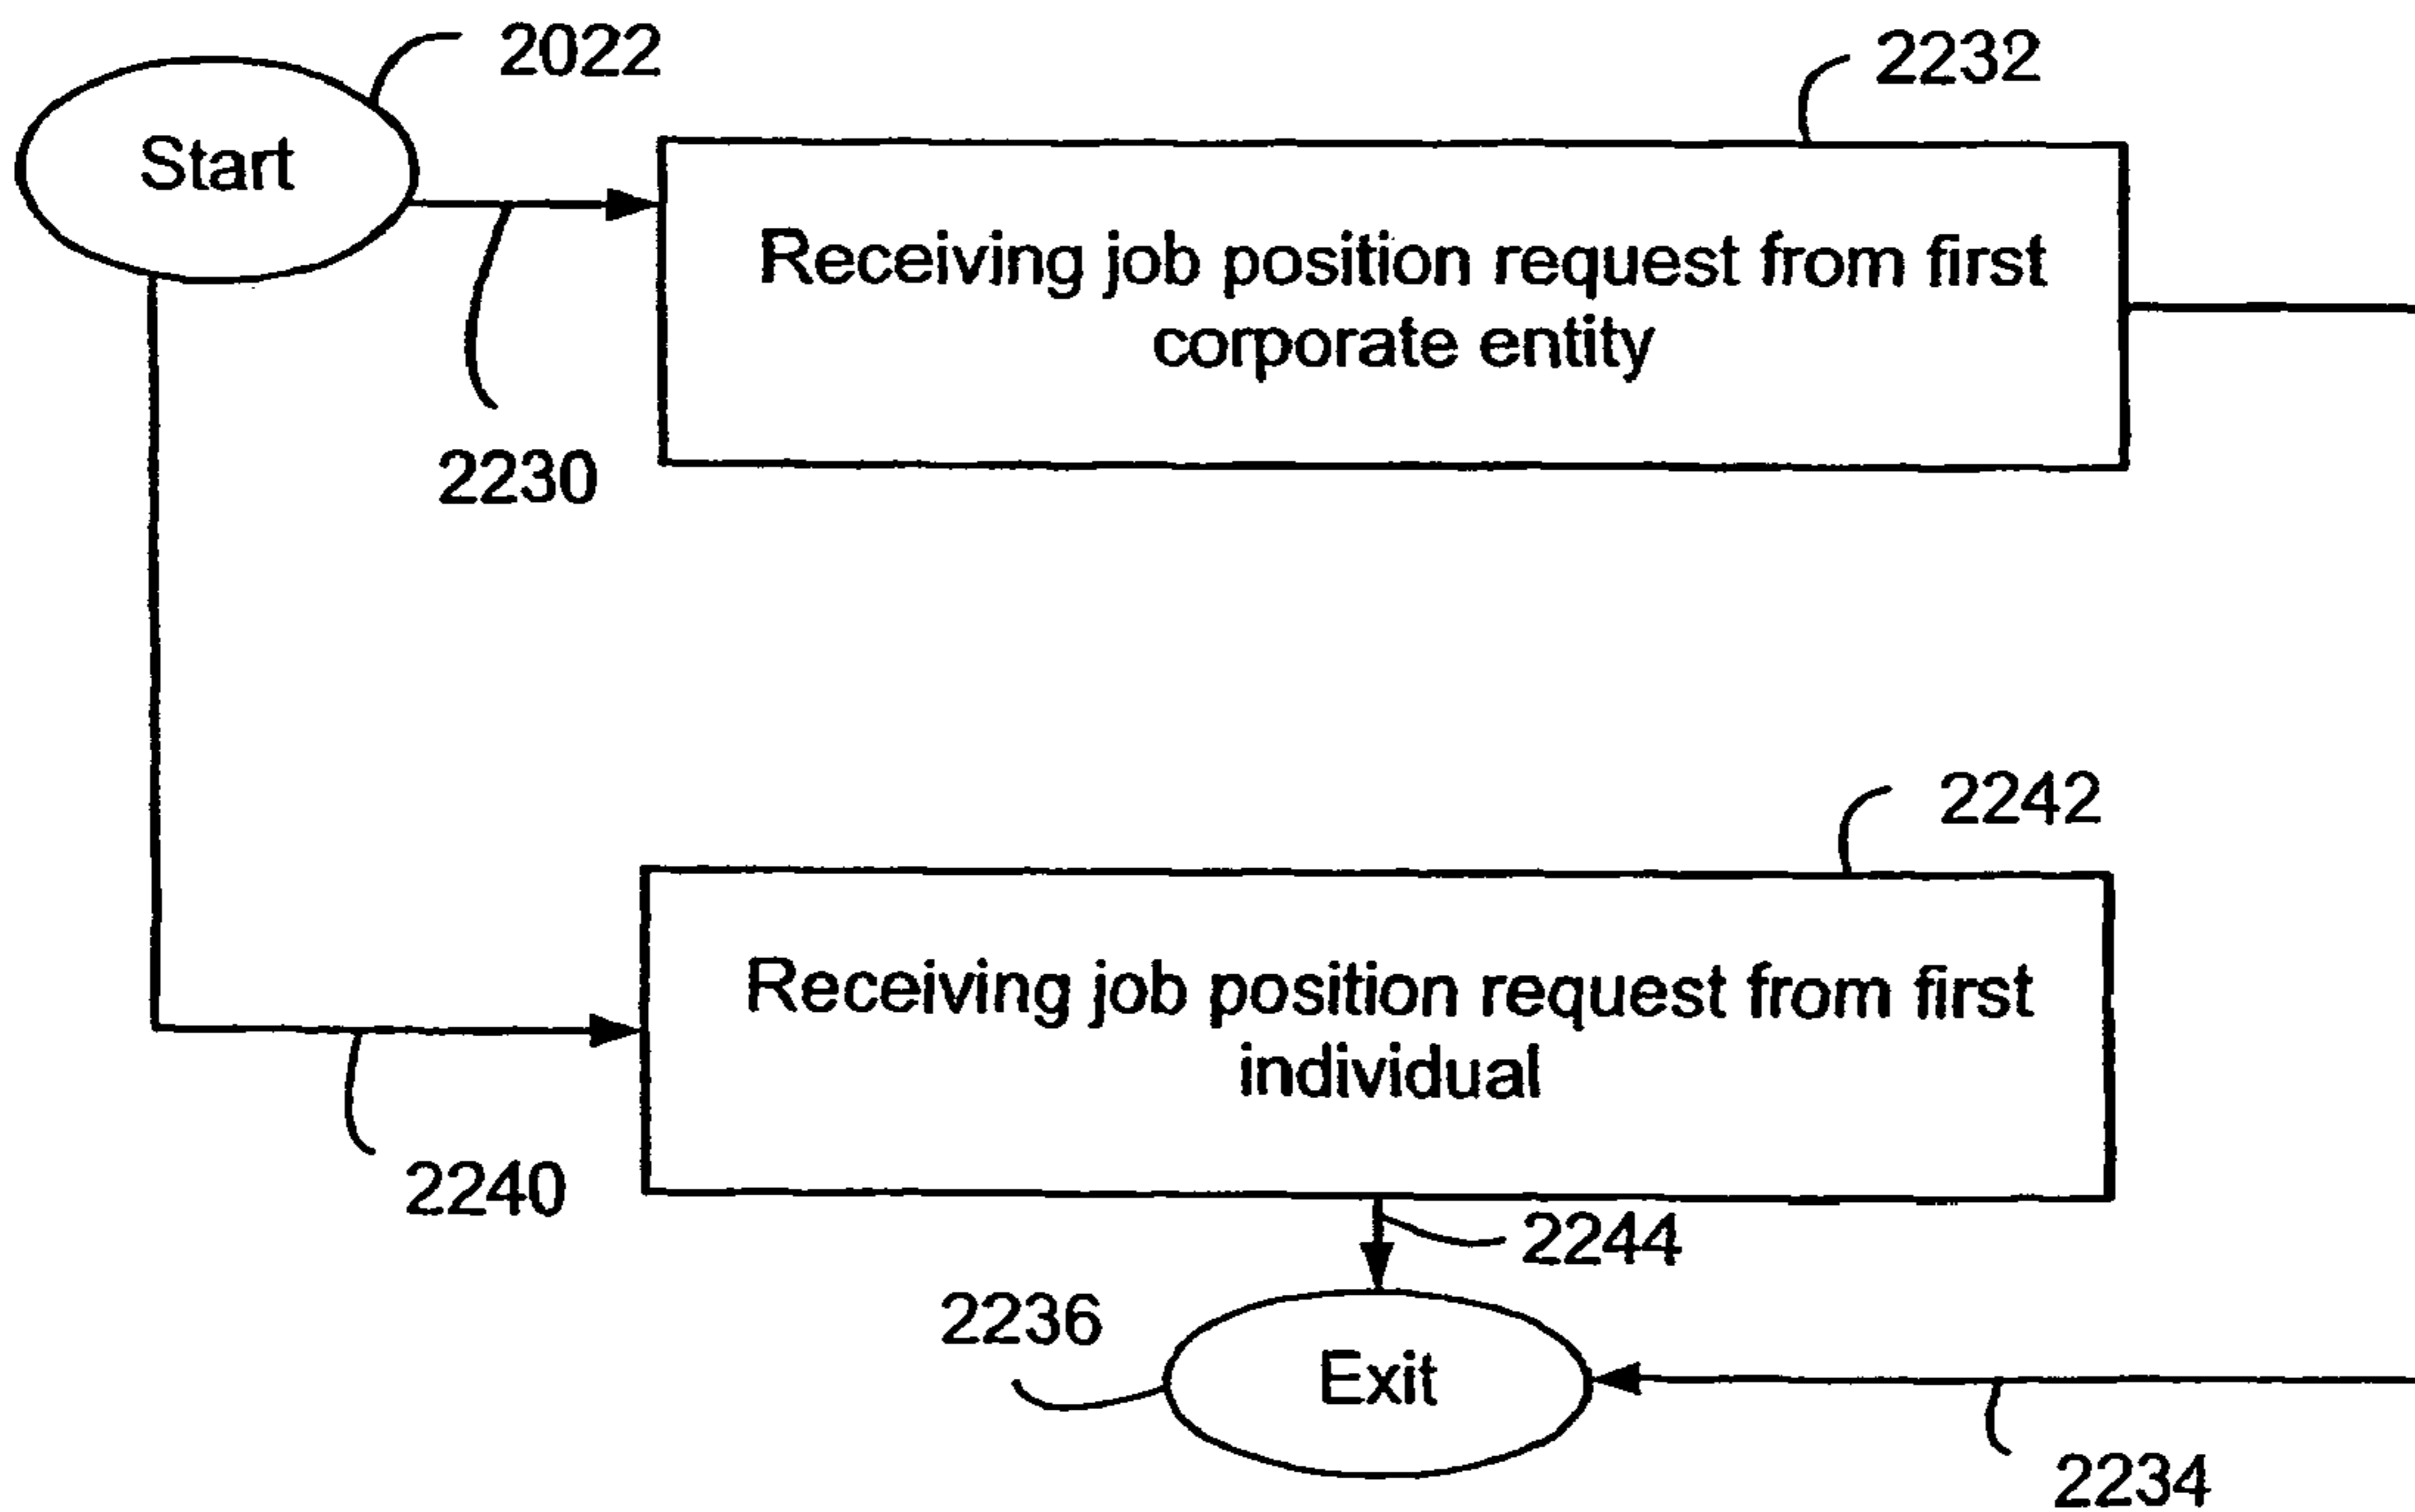 2022
Start
2232
Receiving job position request from first
corporate entity
2230
2242
Receiving job position request from first
individual
2240
2244
2236
Exit
2234